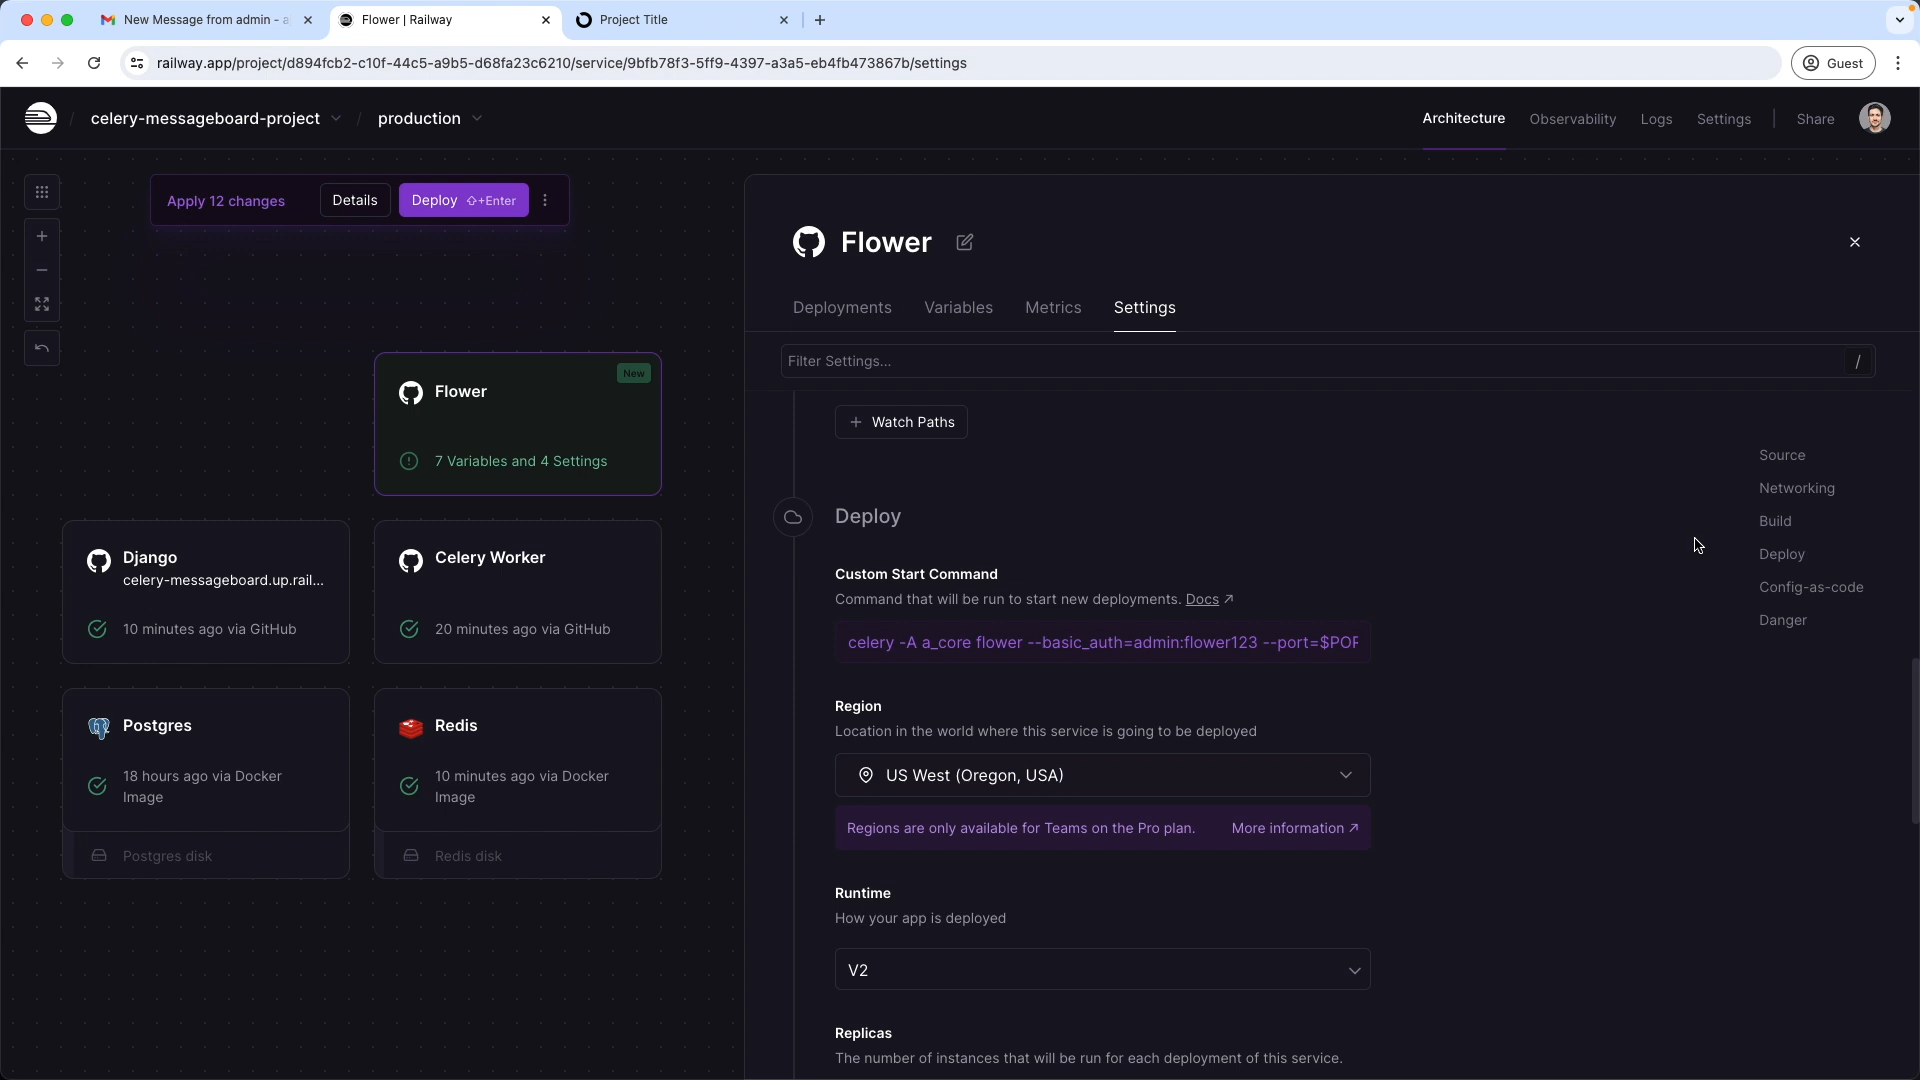 New Message from admin - a
Flower | Railway
Project Title
railway.app/project/d894fcb2-c10f-44c5-a9b5-d68fa23c6210/service/9bfb78f3-5ff9-4397-a3a5-eb4fb473867b/settings
Guest
/ celery-messageboard-project / production
Architecture
Observability
Logs
Settings
Share
Apply 12 changes
Details
Deploy ⇧+Enter
Flower
New
7 Variables and 4 Settings
Django
celery-messageboard.up.rail...
10 minutes ago via GitHub
Celery Worker
20 minutes ago via GitHub
Postgres
18 hours ago via Docker
Image
Postgres disk
Redis
10 minutes ago via Docker
Image
Redis disk
Flower
Deployments
Variables
Metrics
Settings
Filter Settings...
/
+ Watch Paths
Deploy
Custom Start Command
Command that will be run to start new deployments. Docs ↗
celery -A a_core flower --basic_auth=admin:flower123 --port=$POR
Region
Location in the world where this service is going to be deployed
US West (Oregon, USA)
Regions are only available for Teams on the Pro plan. More information ↗
Runtime
How your app is deployed
V2
Replicas
The number of instances that will be run for each deployment of this service.
Source
Networking
Build
Deploy
Config-as-code
Danger